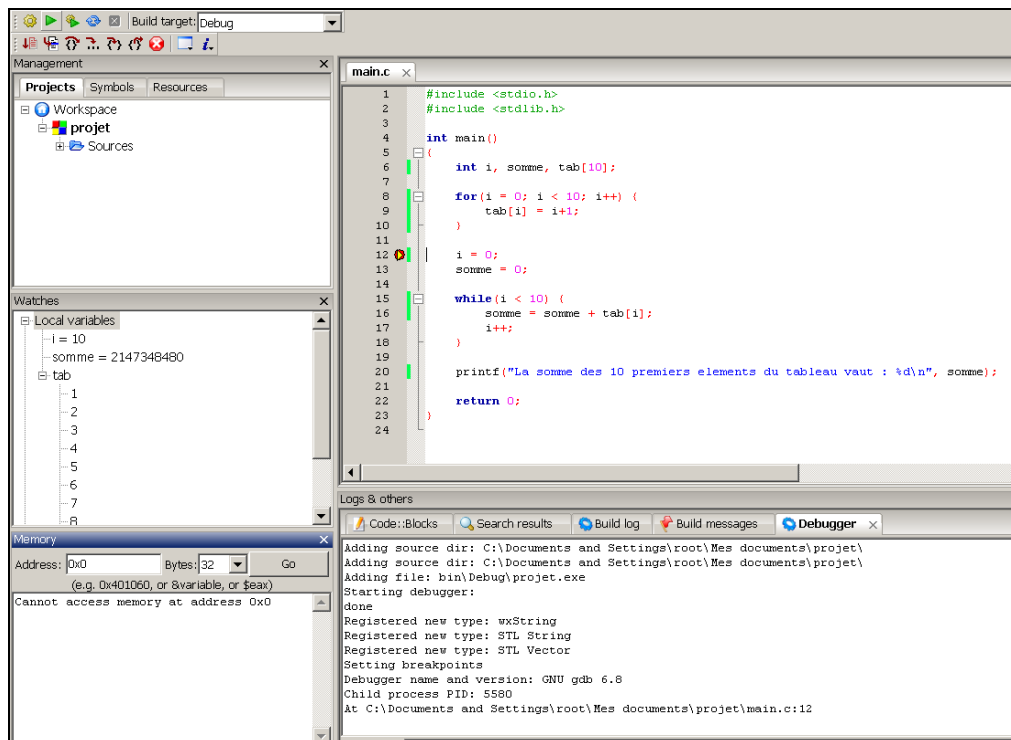 Build target: Debug
Management
Projects Symbols Resources
Workspace
projet
Sources
Watches
Local variables
i = 10
somme = 2147348480
tab
1
2
3
4
5
6
7
8
Memory
Address: 0x0 Bytes: 32 Go
(e.g. 0x401060, or &variable, or $eax)
Cannot access memory at address 0x0
main.c
1 #include <stdio.h>
2 #include <stdlib.h>
3
4 int main()
5 {
6 int i, somme, tab[10];
7
8 for(i = 0; i < 10; i++) {
9 tab[i] = i+1;
10 }
11
12 i = 0;
13 somme = 0;
14
15 while(i < 10) {
16 somme = somme + tab[i];
17 i++;
18 }
19
20 printf("La somme des 10 premiers elements du tableau vaut : %d\n", somme);
21
22 return 0;
23 }
24
Logs & others
Code::Blocks Search results Build log Build messages Debugger
Adding source dir: C:\Documents and Settings\root\Mes documents\projet\
Adding source dir: C:\Documents and Settings\root\Mes documents\projet\
Adding file: bin\Debug\projet.exe
Starting debugger:
done
Registered new type: wxString
Registered new type: STL String
Registered new type: STL Vector
Setting breakpoints
Debugger name and version: GNU gdb 6.8
Child process PID: 5580
At C:\Documents and Settings\root\Mes documents\projet\main.c:12